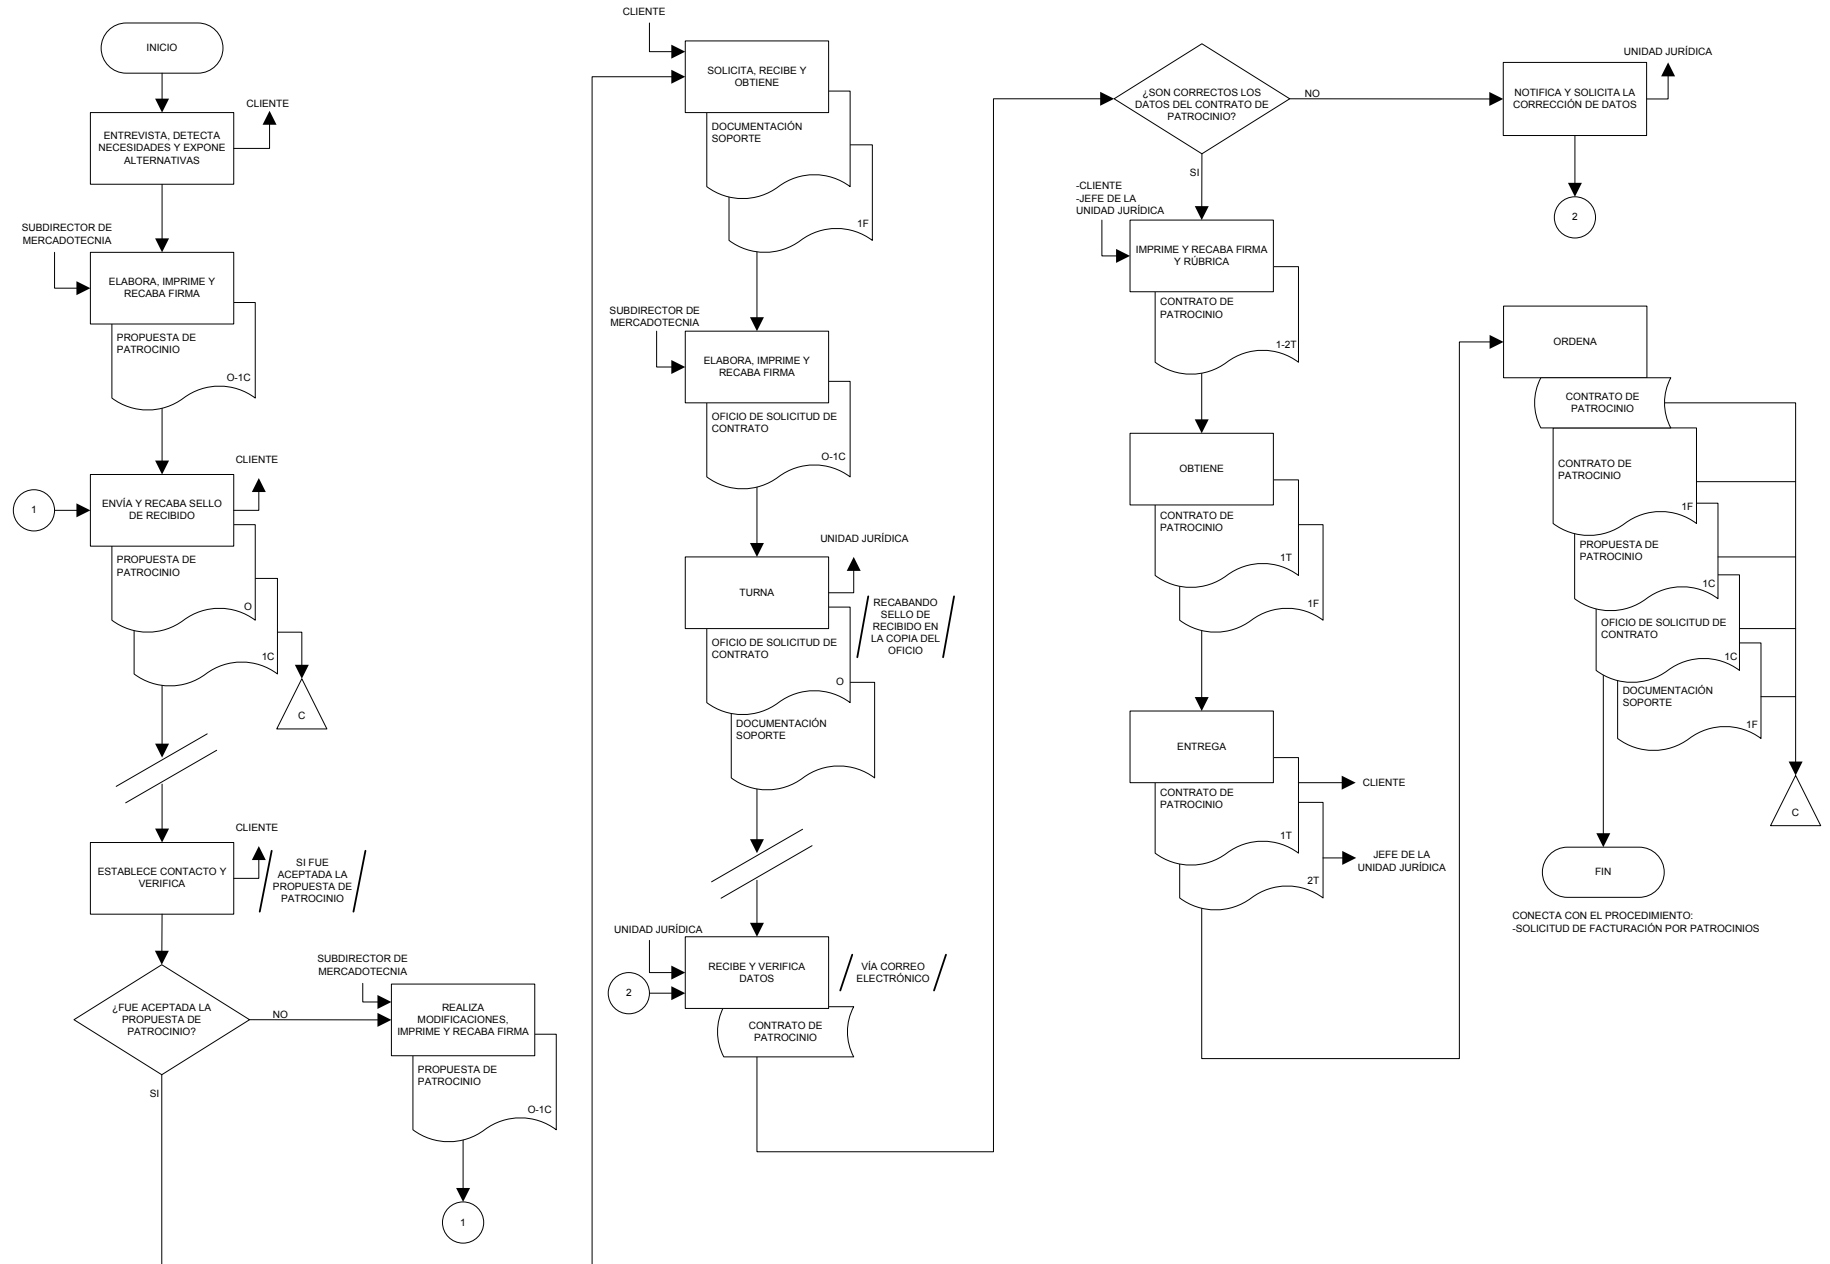 INICIO
CLIENTE
ENTREVISTA, DETECTA
NECESIDADES Y EXPONE
ALTERNATIVAS
SUBDIRECTOR DE
MERCADOTECNIA
ELABORA, IMPRIME Y
RECABA FIRMA
PROPUESTA DE
PATROCINIO
O-1C
CLIENTE
1
ENVÍA Y RECABA SELLO
DE RECIBIDO
PROPUESTA DE
PATROCINIO
O
1C
C
CLIENTE
ESTABLECE CONTACTO Y
VERIFICA
SI FUE
ACEPTADA LA
PROPUESTA DE
PATROCINIO
¿FUE ACEPTADA LA
PROPUESTA DE
PATROCINIO?
NO
SI
SUBDIRECTOR DE
MERCADOTECNIA
REALIZA
MODIFICACIONES,
IMPRIME Y RECABA FIRMA
PROPUESTA DE
PATROCINIO
O-1C
1
CLIENTE
SOLICITA, RECIBE Y
OBTIENE
DOCUMENTACIÓN
SOPORTE
1F
SUBDIRECTOR DE
MERCADOTECNIA
ELABORA, IMPRIME Y
RECABA FIRMA
OFICIO DE SOLICITUD DE
CONTRATO
O-1C
UNIDAD JURÍDICA
TURNA
RECABANDO
SELLO DE
RECIBIDO EN
LA COPIA DEL
OFICIO
OFICIO DE SOLICITUD DE
CONTRATO
O
DOCUMENTACIÓN
SOPORTE
UNIDAD JURÍDICA
2
RECIBE Y VERIFICA
DATOS
VÍA CORREO
ELECTRÓNICO
CONTRATO DE
PATROCINIO
¿SON CORRECTOS LOS
DATOS DEL CONTRATO DE
PATROCINIO?
NO
SI
-CLIENTE
-JEFE DE LA
UNIDAD JURÍDICA
IMPRIME Y RECABA FIRMA
Y RÚBRICA
CONTRATO DE
PATROCINIO
1-2T
OBTIENE
CONTRATO DE
PATROCINIO
1T
1F
ENTREGA
CLIENTE
CONTRATO DE
PATROCINIO
1T
JEFE DE LA
UNIDAD JURÍDICA
2T
UNIDAD JURÍDICA
NOTIFICA Y SOLICITA LA
CORRECCIÓN DE DATOS
2
ORDENA
CONTRATO DE
PATROCINIO
CONTRATO DE
PATROCINIO
1F
PROPUESTA DE
PATROCINIO
1C
OFICIO DE SOLICITUD DE
CONTRATO
1C
DOCUMENTACIÓN
SOPORTE
1F
C
FIN
CONECTA CON EL PROCEDIMIENTO:
-SOLICITUD DE FACTURACIÓN POR PATROCINIOS